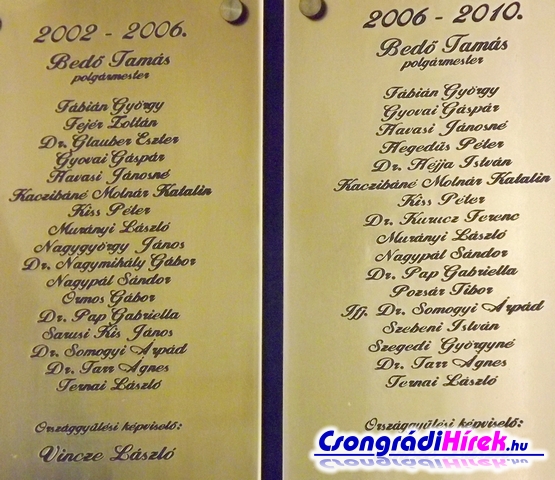 2002 - 2006.
Bedő Tamás
polgármester
Fábián György
Fejér Zoltán
Dr. Glauber Eszter
Gyovai Gáspár
Havasi Jánosné
Kaczibáné Molnár Katalin
Kiss Péter
Murányi László
Nagygyörgy János
Dr. Nagymihály Gábor
Nagypál Sándor
Ormos Gábor
Dr. Pap Gabriella
Sarusi Kis János
Dr. Somogyi Árpád
Dr. Tarr Ágnes
Ternai László
Országgyűlési képviselő:
Vincze László
2006 - 2010.
Bedő Tamás
polgármester
Fábián György
Gyovai Gáspár
Havasi Jánosné
Hegedűs Péter
Dr. Héjja István
Kaczibáné Molnár Katalin
Kiss Péter
Dr. Kurucz Ferenc
Murányi László
Nagypál Sándor
Dr. Pap Gabriella
Pozsár Tibor
Iff. Dr. Somogyi Árpád
Szebeni István
Szegedi Györgyné
Dr. Tarr Ágnes
Ternai László
Országgyűlési képviselő:
CsongrádiHírek.hu